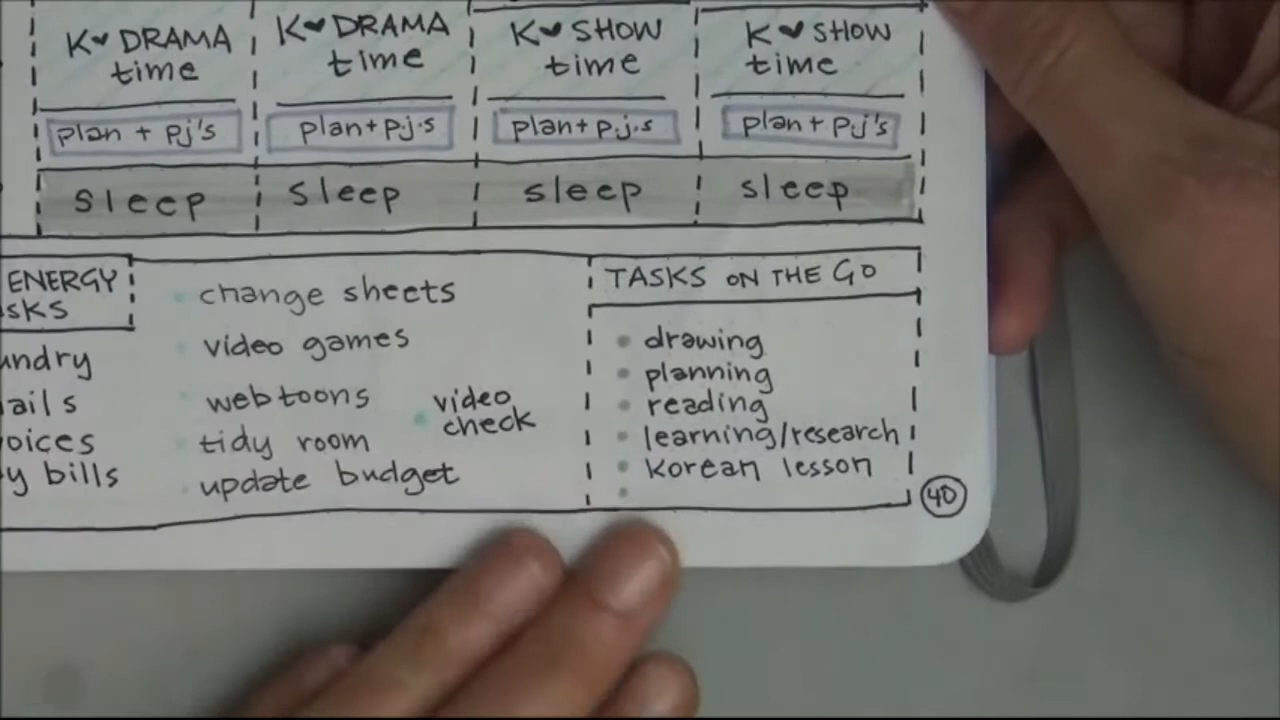 K♥DRAMA
time
K♥DRAMA
time
K♥SHOW
time
K♥SHOW
time
plan + pj's
plan+pj.s
plan+p.j.s
plan+ pj's
sleep
sleep
sleep
sleep
ENERGY
change sheets
video games
webtoons
video
check
tidy room
update budget
bills
TASKS ON THE GO
drawing
planning
reading
learning/research
korean lesson
40